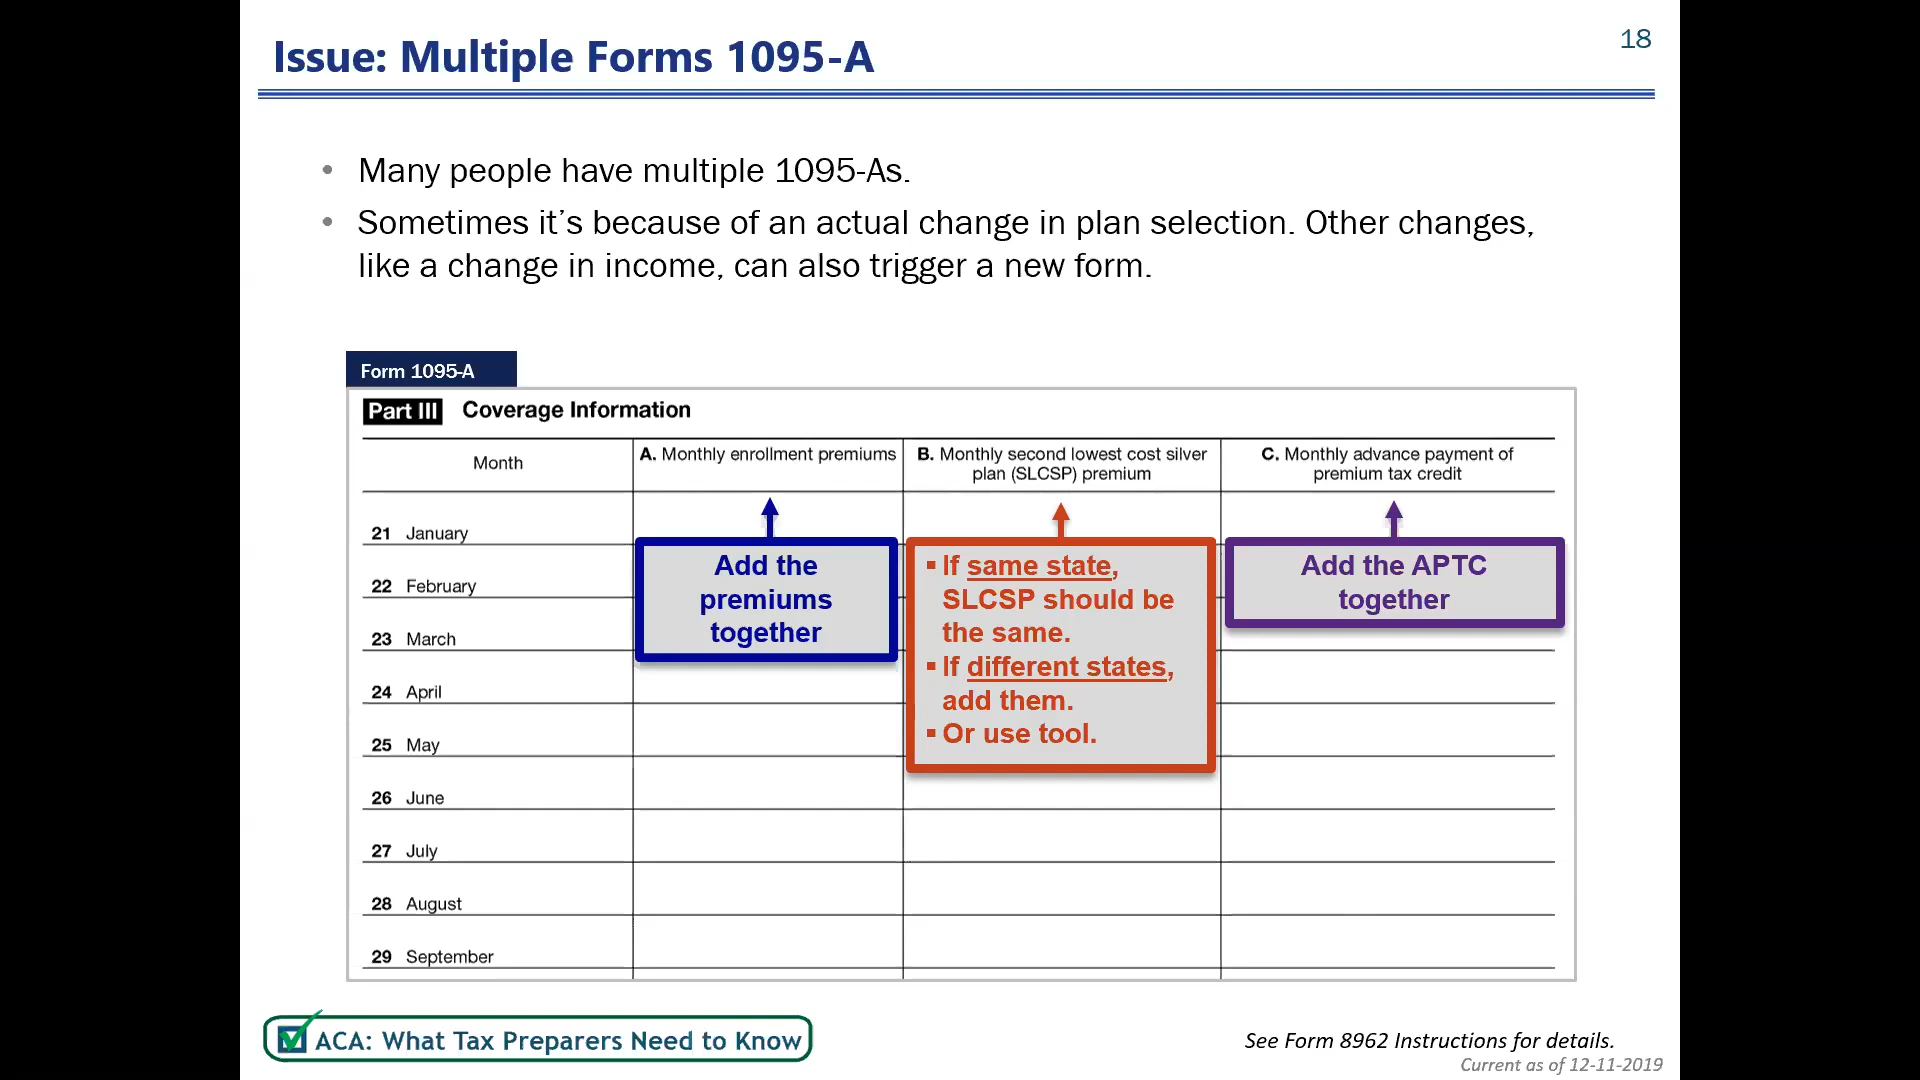 Issue: Multiple Forms 1095-A
18
• Many people have multiple 1095-As.
• Sometimes it’s because of an actual change in plan selection. Other changes,
like a change in income, can also trigger a new form.
Form 1095-A
Part III Coverage Information
Month
A. Monthly enrollment premiums
B. Monthly second lowest cost silver
plan (SLCSP) premium
C. Monthly advance payment of
premium tax credit
21 January
22 February
23 March
24 April
25 May
26 June
27 July
28 August
29 September
Add the
premiums
together
▪ If same state,
SLCSP should be
the same.
▪ If different states,
add them.
▪ Or use tool.
Add the APTC
together
ACA: What Tax Preparers Need to Know
See Form 8962 Instructions for details.
Current as of 12-11-2019